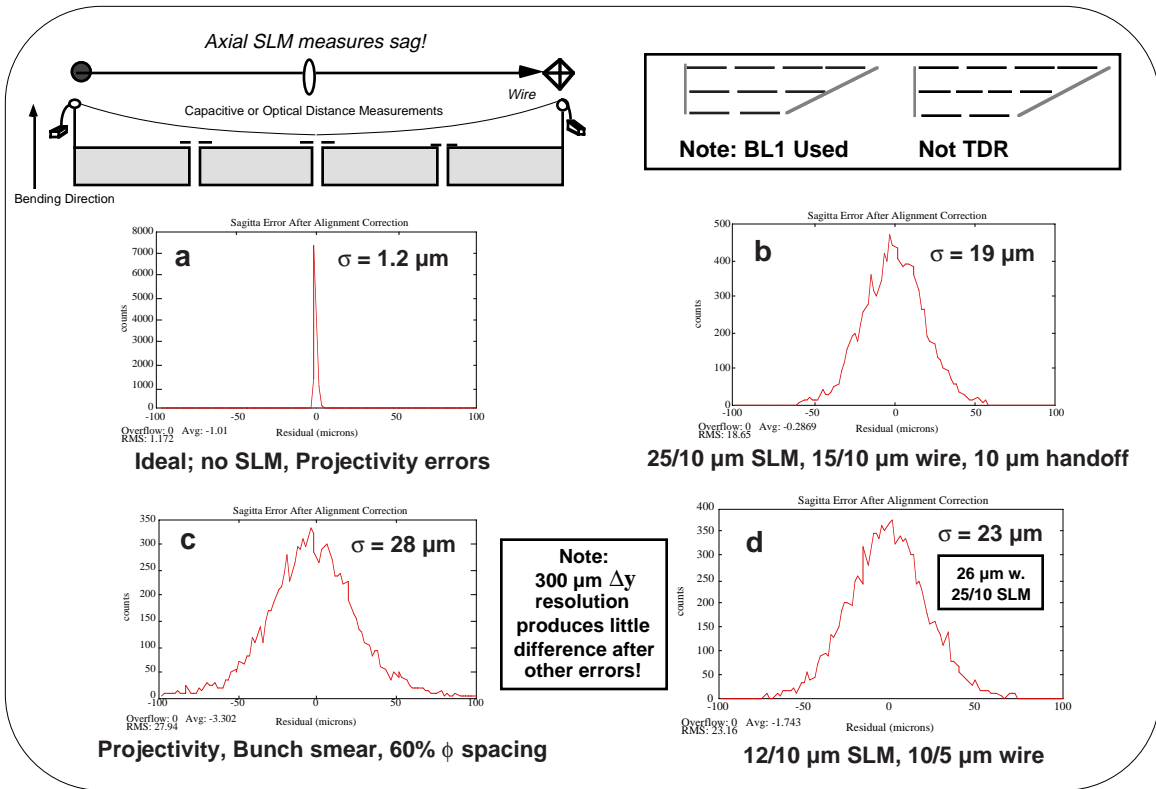 Axial SLM measures sag!
Wire
Capacitive or Optical Distance Measurements
Bending Direction
Note: BL1 Used
Not TDR
Sagitta Error After Alignment Correction
a
σ = 1.2 µm
counts
8000
7000
6000
5000
4000
3000
2000
1000
0
-100
-50
0
50
100
Overflow: 0 Avg: -1.01
RMS: 1.172
Residual (microns)
Ideal; no SLM, Projectivity errors
Sagitta Error After Alignment Correction
b
σ = 19 µm
counts
500
400
300
200
100
0
-100
-50
0
50
100
Overflow: 0 Avg: -0.2869
RMS: 18.65
Residual (microns)
25/10 µm SLM, 15/10 µm wire, 10 µm handoff
Sagitta Error After Alignment Correction
c
σ = 28 µm
counts
350
300
250
200
150
100
50
0
-100
-50
0
50
100
Overflow: 0 Avg: -3.302
RMS: 27.94
Residual (microns)
Projectivity, Bunch smear, 60% ϕ spacing
Note:
300 µm Δy
resolution
produces little
difference after
other errors!
Sagitta Error After Alignment Correction
d
σ = 23 µm
26 µm w.
25/10 SLM
counts
400
350
300
250
200
150
100
50
0
-100
-50
0
50
100
Overflow: 0 Avg: -1.743
RMS: 23.16
Residual (microns)
12/10 µm SLM, 10/5 µm wire